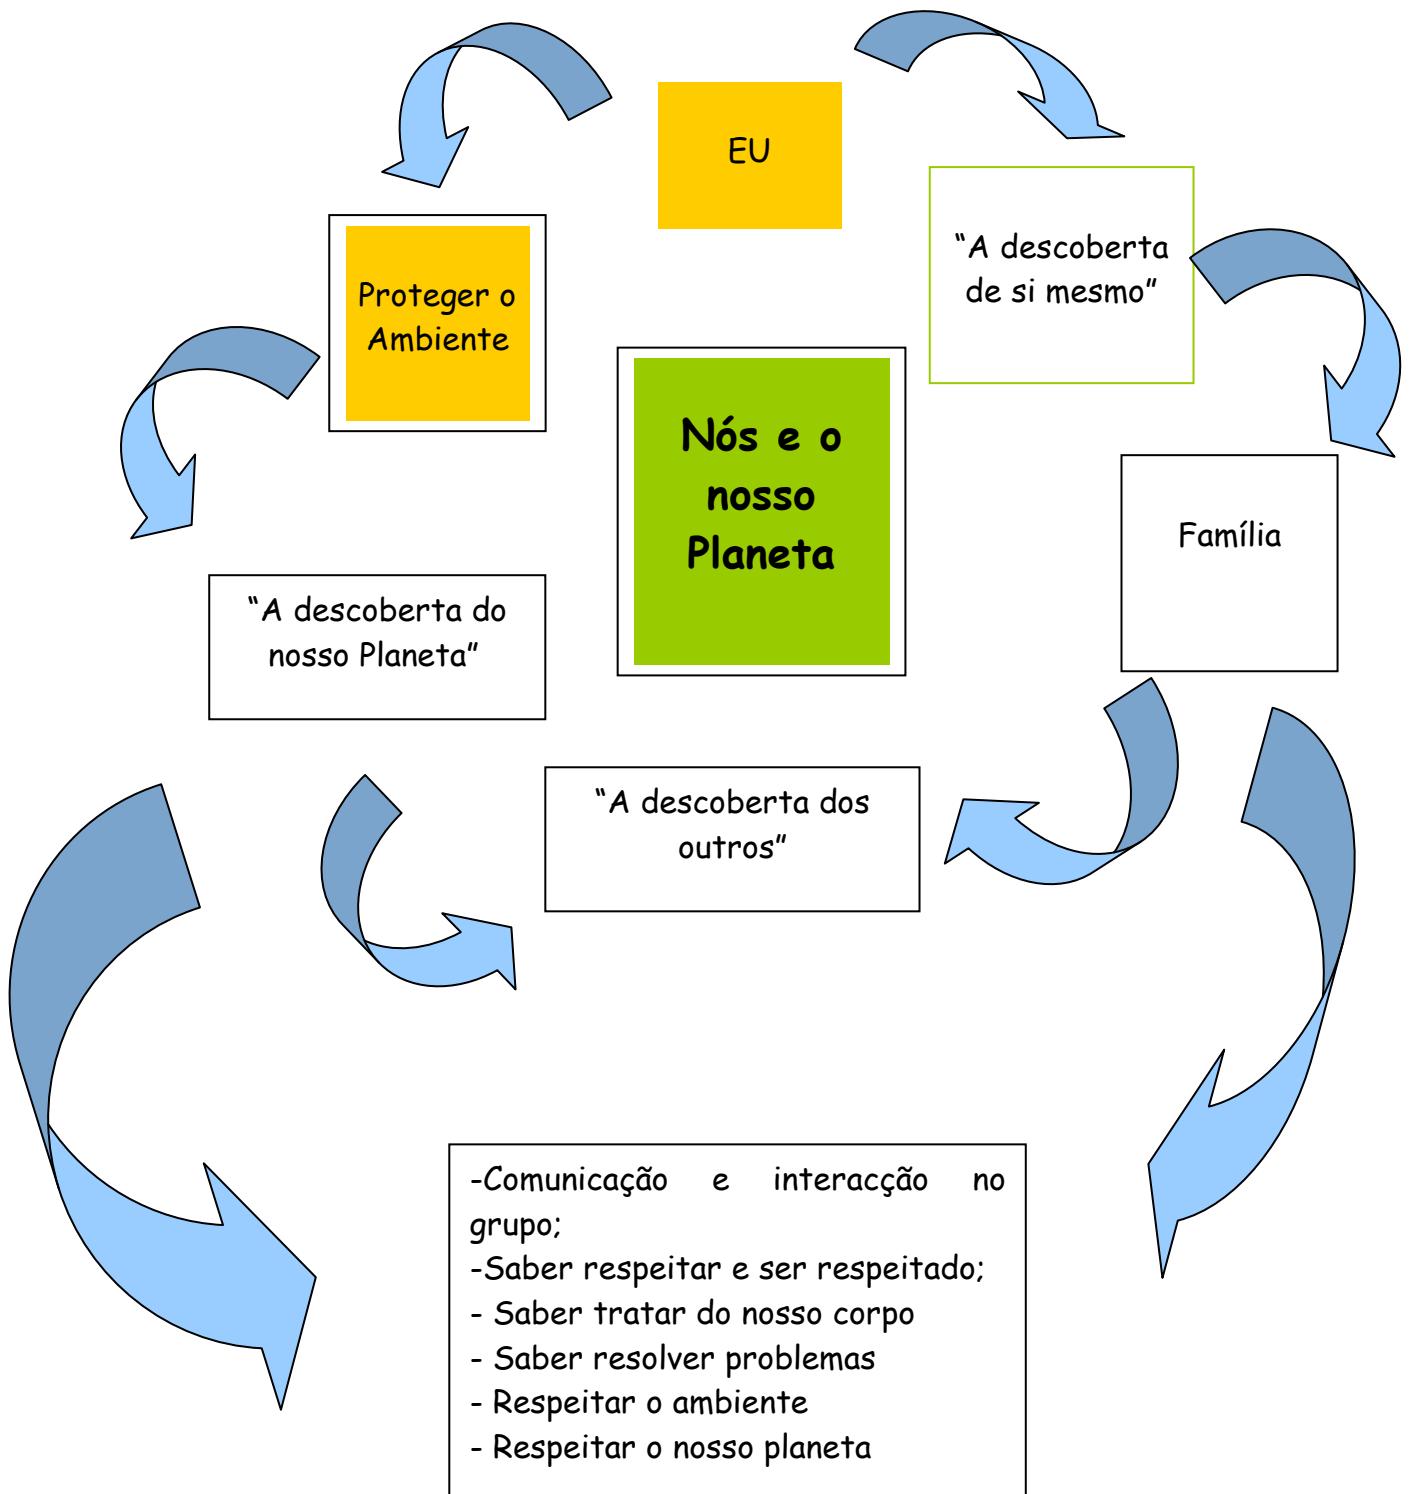 EU
“A descoberta
de si mesmo”
Proteger o
Ambiente
Nós e o
nosso
Planeta
Família
“A descoberta do
nosso Planeta”
“A descoberta dos
outros”
-Comunicação e interacção no
grupo;
-Saber respeitar e ser respeitado;
- Saber tratar do nosso corpo
- Saber resolver problemas
- Respeitar o ambiente
- Respeitar o nosso planeta